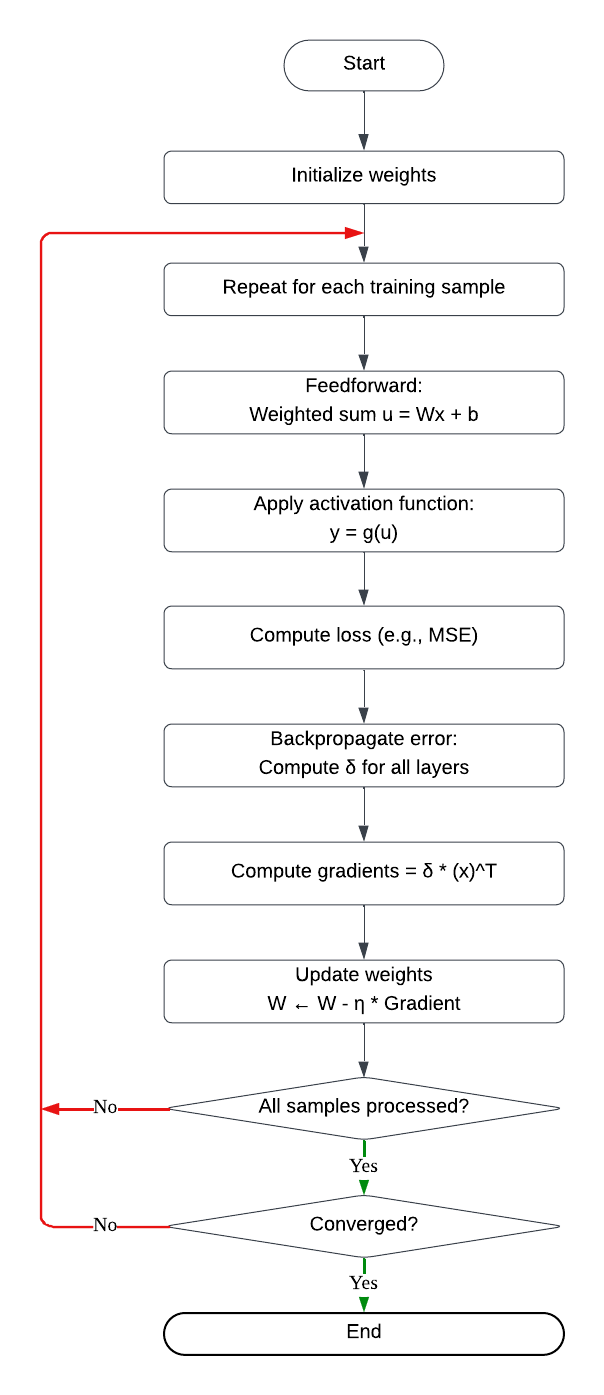 Start
Initialize weights
Repeat for each training sample
Feedforward:
Weighted sum u = Wx + b
Apply activation function:
y = g(u)
Compute loss (e.g., MSE)
Backpropagate error:
Compute δ for all layers
Compute gradients = δ * (x)^T
Update weights
W ← W - η * Gradient
All samples processed?
No
Yes
Converged?
No
Yes
End